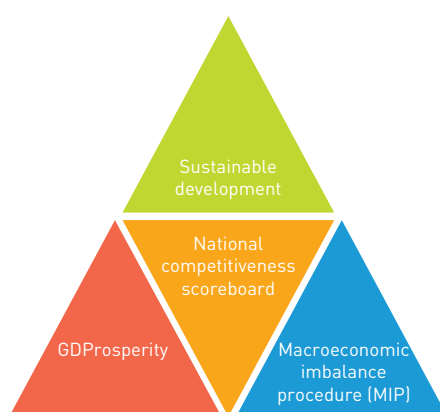 Sustainable
development
National
competitiveness
scoreboard
GDProsperity
Macroeconomic
imbalance
procedure (MIP)